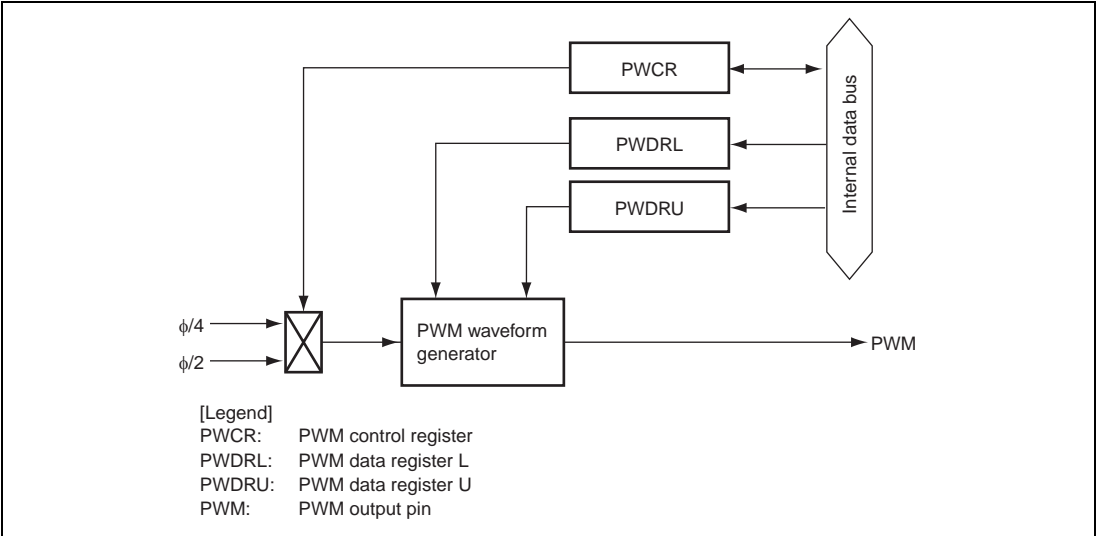 PWCR
PWDRL
PWDRU
Internal data bus
φ/4
φ/2
PWM waveform
generator
PWM
[Legend]
PWCR: PWM control register
PWDRL: PWM data register L
PWDRU: PWM data register U
PWM: PWM output pin